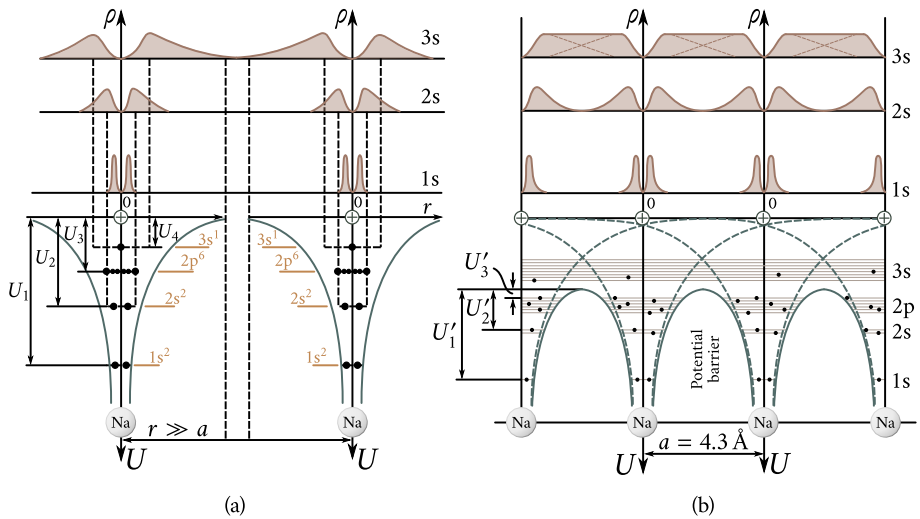 ρ ρ
3s
2s
1s
0 0
r
U₁ U₂ U₃ U₄
3s¹ 3s¹
2p⁶ 2p⁶
2s² 2s²
1s² 1s²
Na Na
r ≫ a
U U
(a)
ρ ρ
3s
2s
1s
0 0
U′₃
U′₂
U′₁
3s
2p
2s
1s
Potential
barrier
Na Na Na Na
a = 4.3 Å
U U
(b)